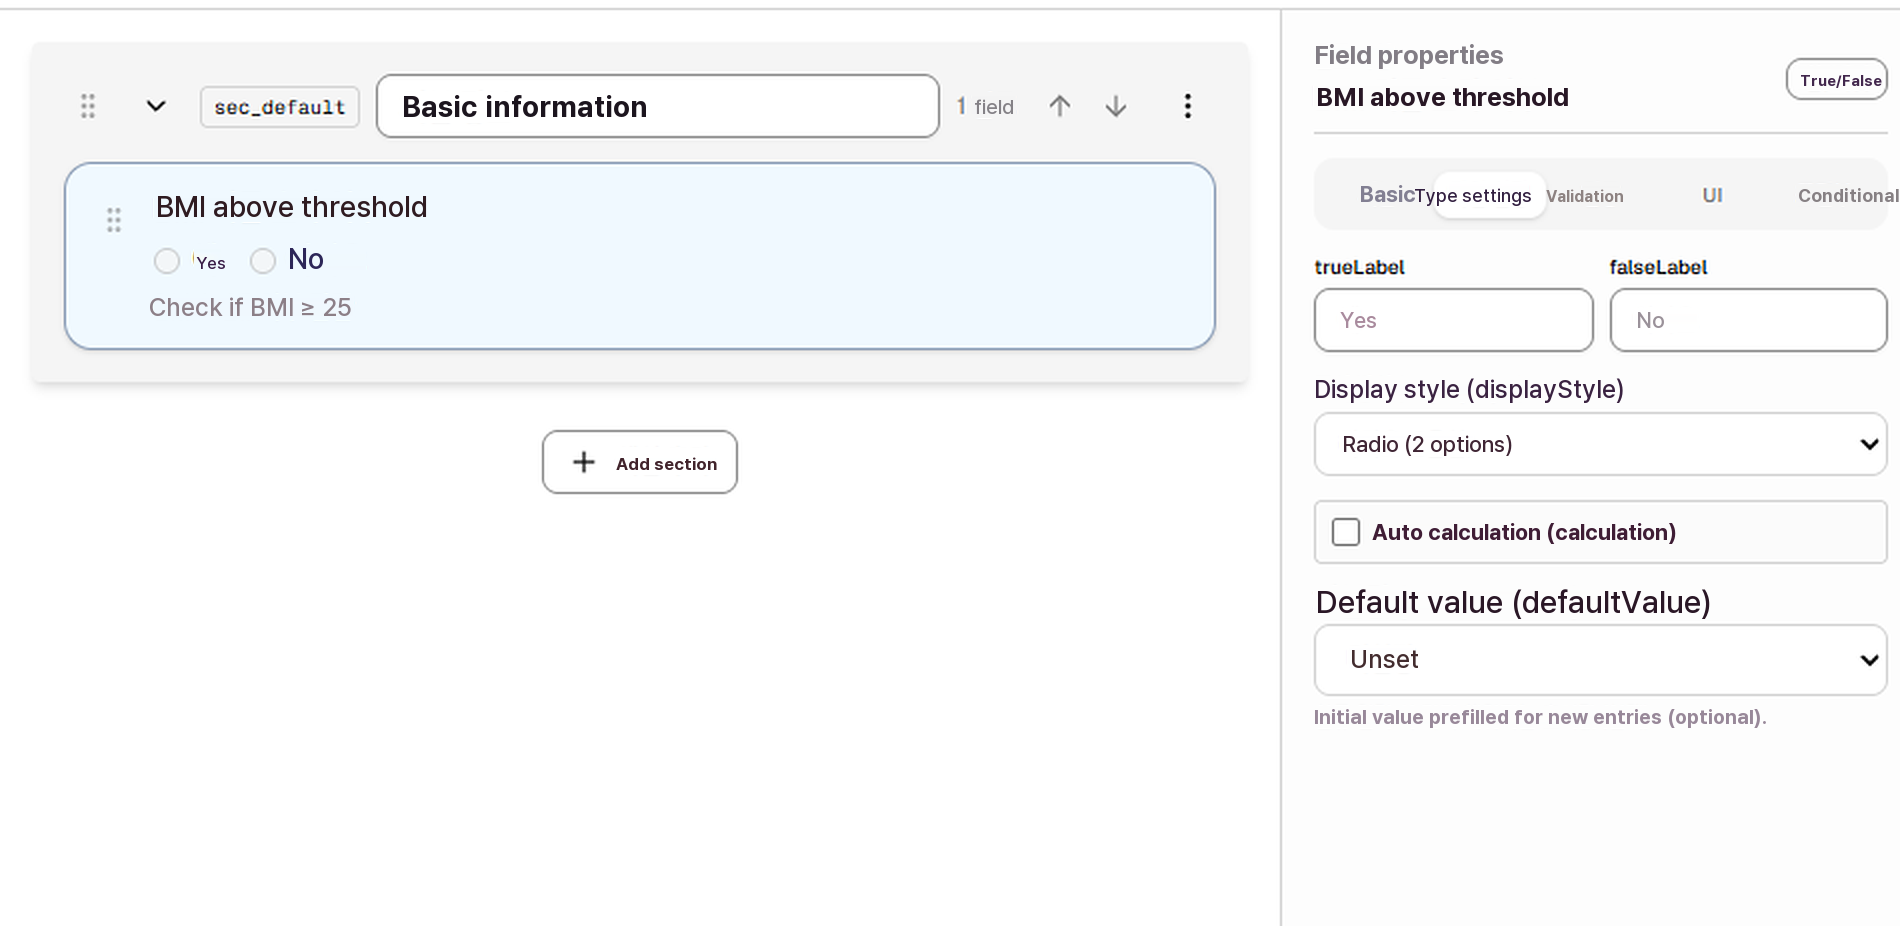 sec_default
Basic information
1 field
BMI above threshold
Yes No
Check if BMI ≥ 25
Add section
Field properties
BMI above threshold
True/False
Basic Type settings Validation UI Conditional
trueLabel falseLabel
Yes No
Display style (displayStyle)
Radio (2 options)
Auto calculation (calculation)
Default value (defaultValue)
Unset
Initial value prefilled for new entries (optional).